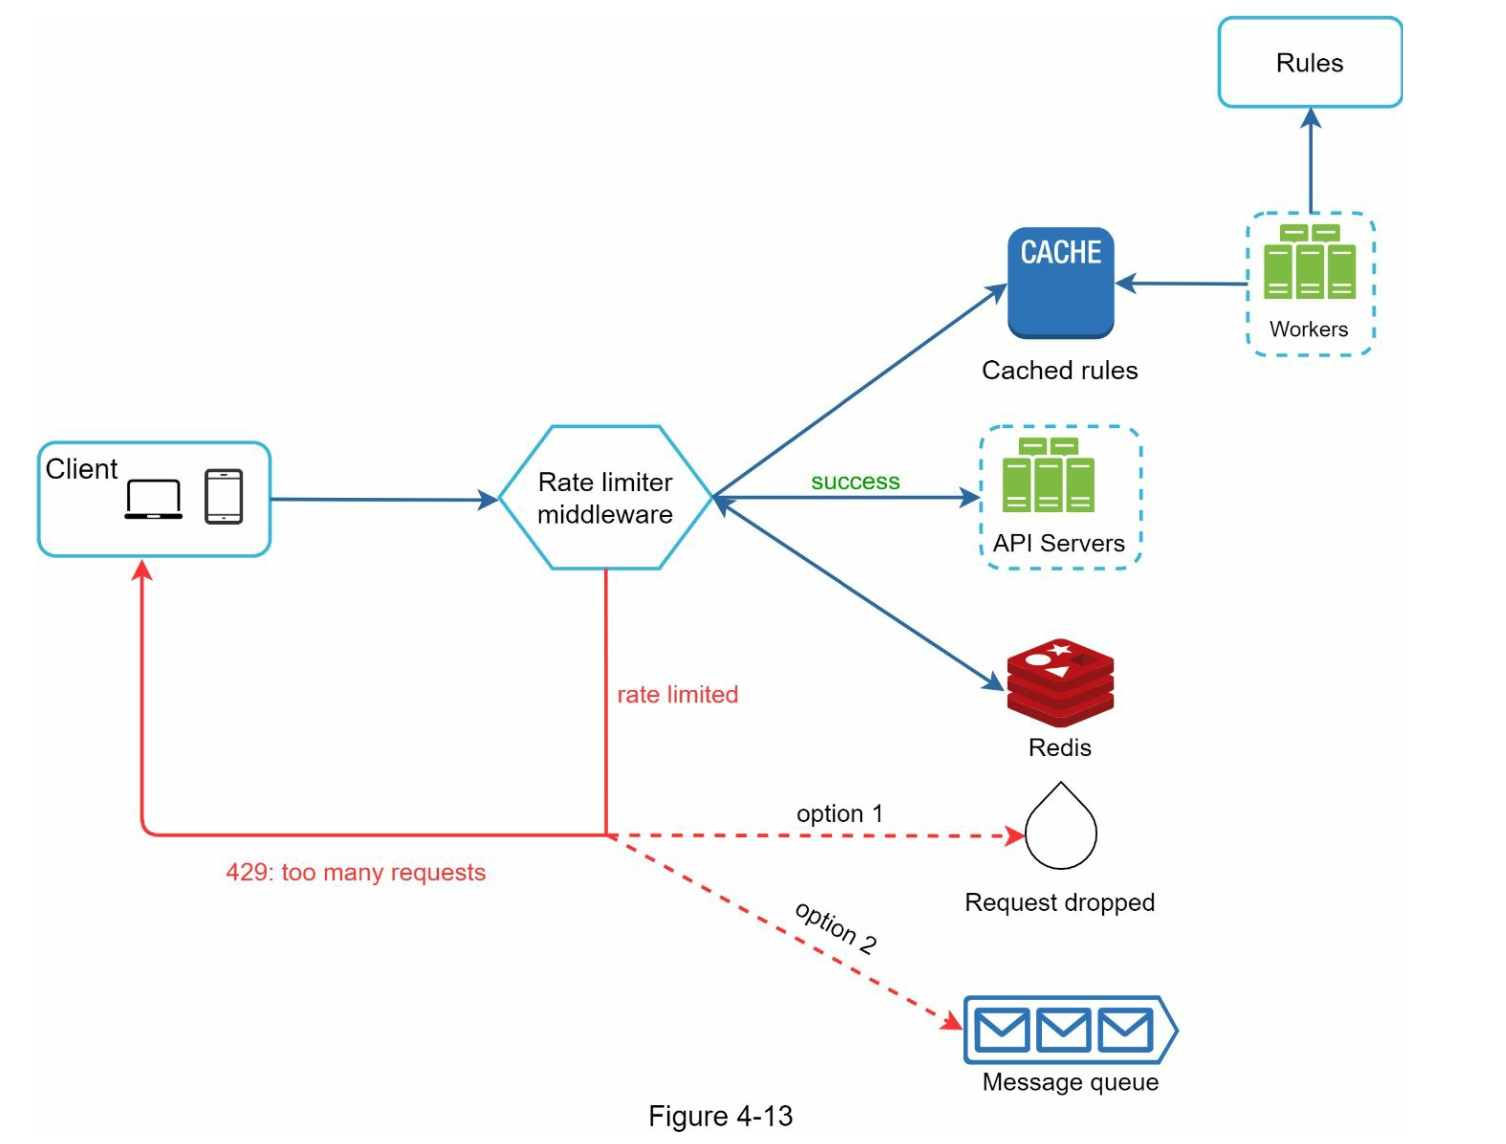 Rules
CACHE
Workers
Cached rules
Client
Rate limiter
middleware
success
API Servers
rate limited
Redis
option 1
429: too many requests
Request dropped
option 2
Message queue
Figure 4-13